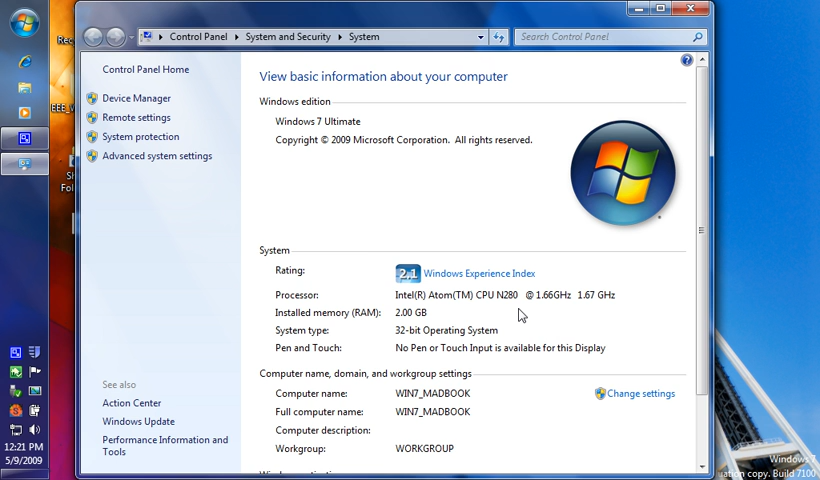 Control Panel System and Security System
Search Control Panel
Control Panel Home
Device Manager
Remote settings
System protection
Advanced system settings
See also
Action Center
Windows Update
Performance Information and
Tools
View basic information about your computer
Windows edition
Windows 7 Ultimate
Copyright © 2009 Microsoft Corporation. All rights reserved.
System
Rating: 2.1 Windows Experience Index
Processor: Intel(R) Atom(TM) CPU N280 @ 1.66GHz 1.67 GHz
Installed memory (RAM): 2.00 GB
System type: 32-bit Operating System
Pen and Touch: No Pen or Touch Input is available for this Display
Computer name, domain, and workgroup settings
Computer name: WIN7_MADBOOK Change settings
Full computer name: WIN7_MADBOOK
Computer description:
Workgroup: WORKGROUP
12:21 PM
5/9/2009
Windows 7
copy. Build 7100